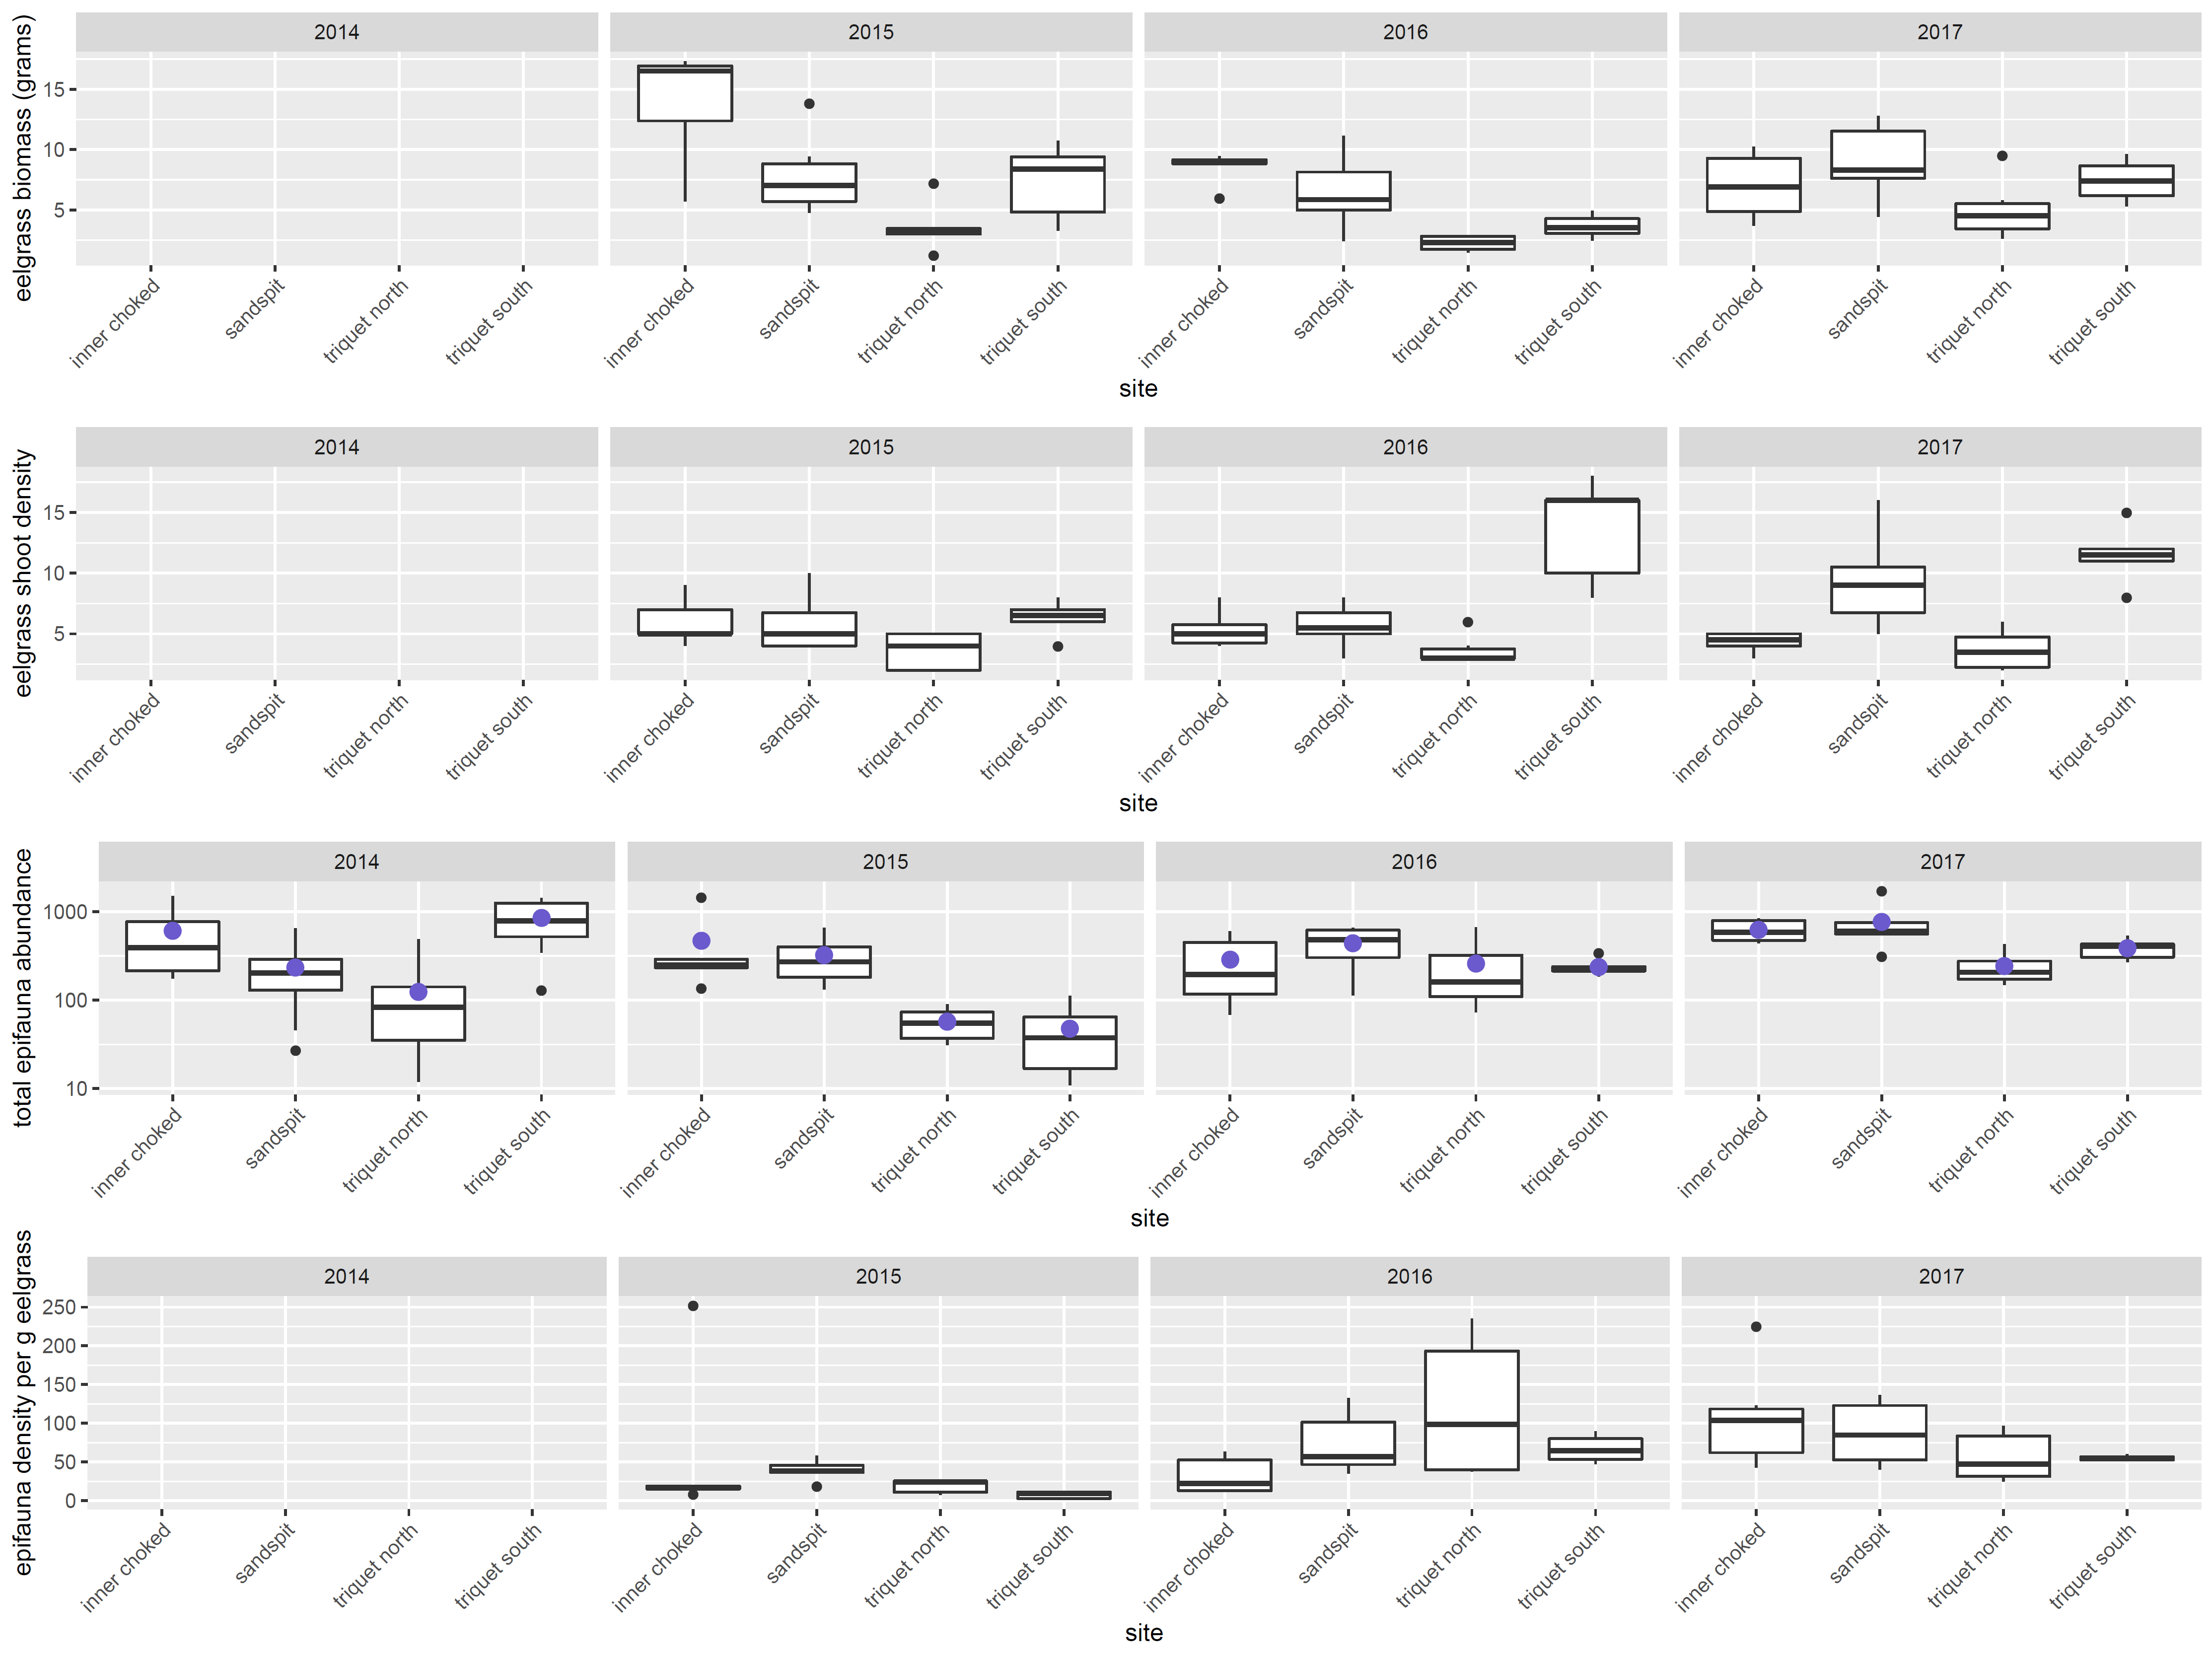 eelgrass biomass (grams)
2014 2015 2016 2017
15
10
5
inner choked sandspit triquet north triquet south inner choked sandspit triquet north triquet south inner choked sandspit triquet north triquet south inner choked sandspit triquet north triquet south
site
eelgrass shoot density
2014 2015 2016 2017
15
10
5
inner choked sandspit triquet north triquet south inner choked sandspit triquet north triquet south inner choked sandspit triquet north triquet south inner choked sandspit triquet north triquet south
site
total epifauna abundance
2014 2015 2016 2017
1000
100
10
inner choked sandspit triquet north triquet south inner choked sandspit triquet north triquet south inner choked sandspit triquet north triquet south inner choked sandspit triquet north triquet south
site
epifauna density per g eelgrass
2014 2015 2016 2017
250
200
150
100
50
0
inner choked sandspit triquet north triquet south inner choked sandspit triquet north triquet south inner choked sandspit triquet north triquet south inner choked sandspit triquet north triquet south
site